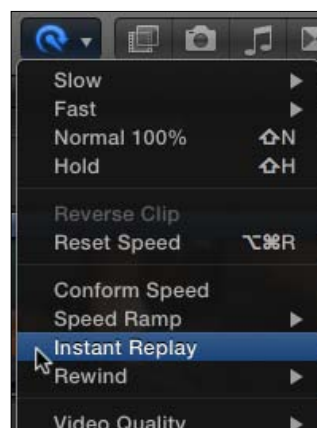 Slow
Fast
Normal 100% ⇧N
Hold ⇧H
Reverse Clip
Reset Speed ⌥⌘R
Conform Speed
Speed Ramp
Instant Replay
Rewind
Video Quality